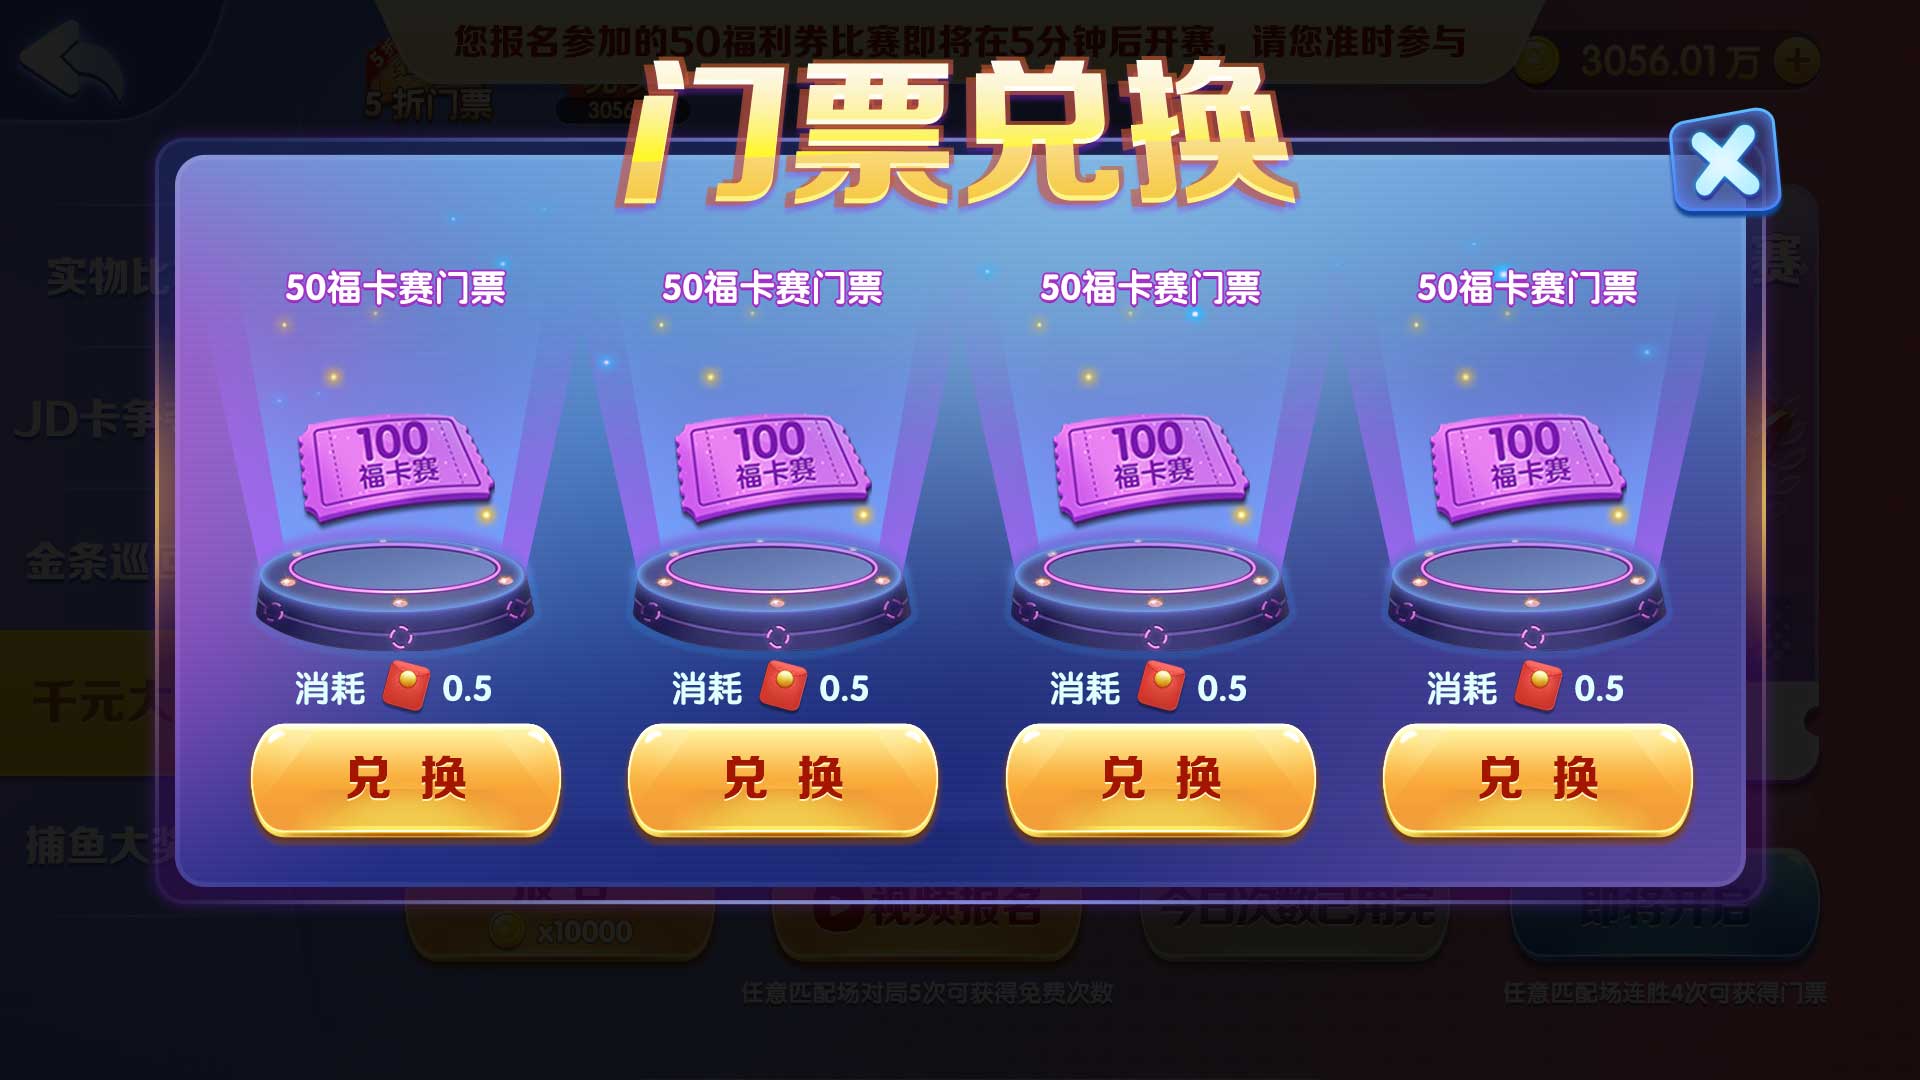 您报名参加的50福利券比赛即将在5分钟后开赛，请您准时参与
3056.01万
5折门票
3056
门票兑换
50福卡赛门票
50福卡赛门票
50福卡赛门票
50福卡赛门票
100
福卡赛
100
福卡赛
100
福卡赛
100
福卡赛
消耗 0.5
消耗 0.5
消耗 0.5
消耗 0.5
兑 换
兑 换
兑 换
兑 换
实物比
赛
JD卡争
金条巡
千元大
捕鱼大奖
报名
x10000
视频报名
今日次数已用完
即将开启
任意匹配场对局5次可获得免费次数
任意匹配场连胜4次可获得门票